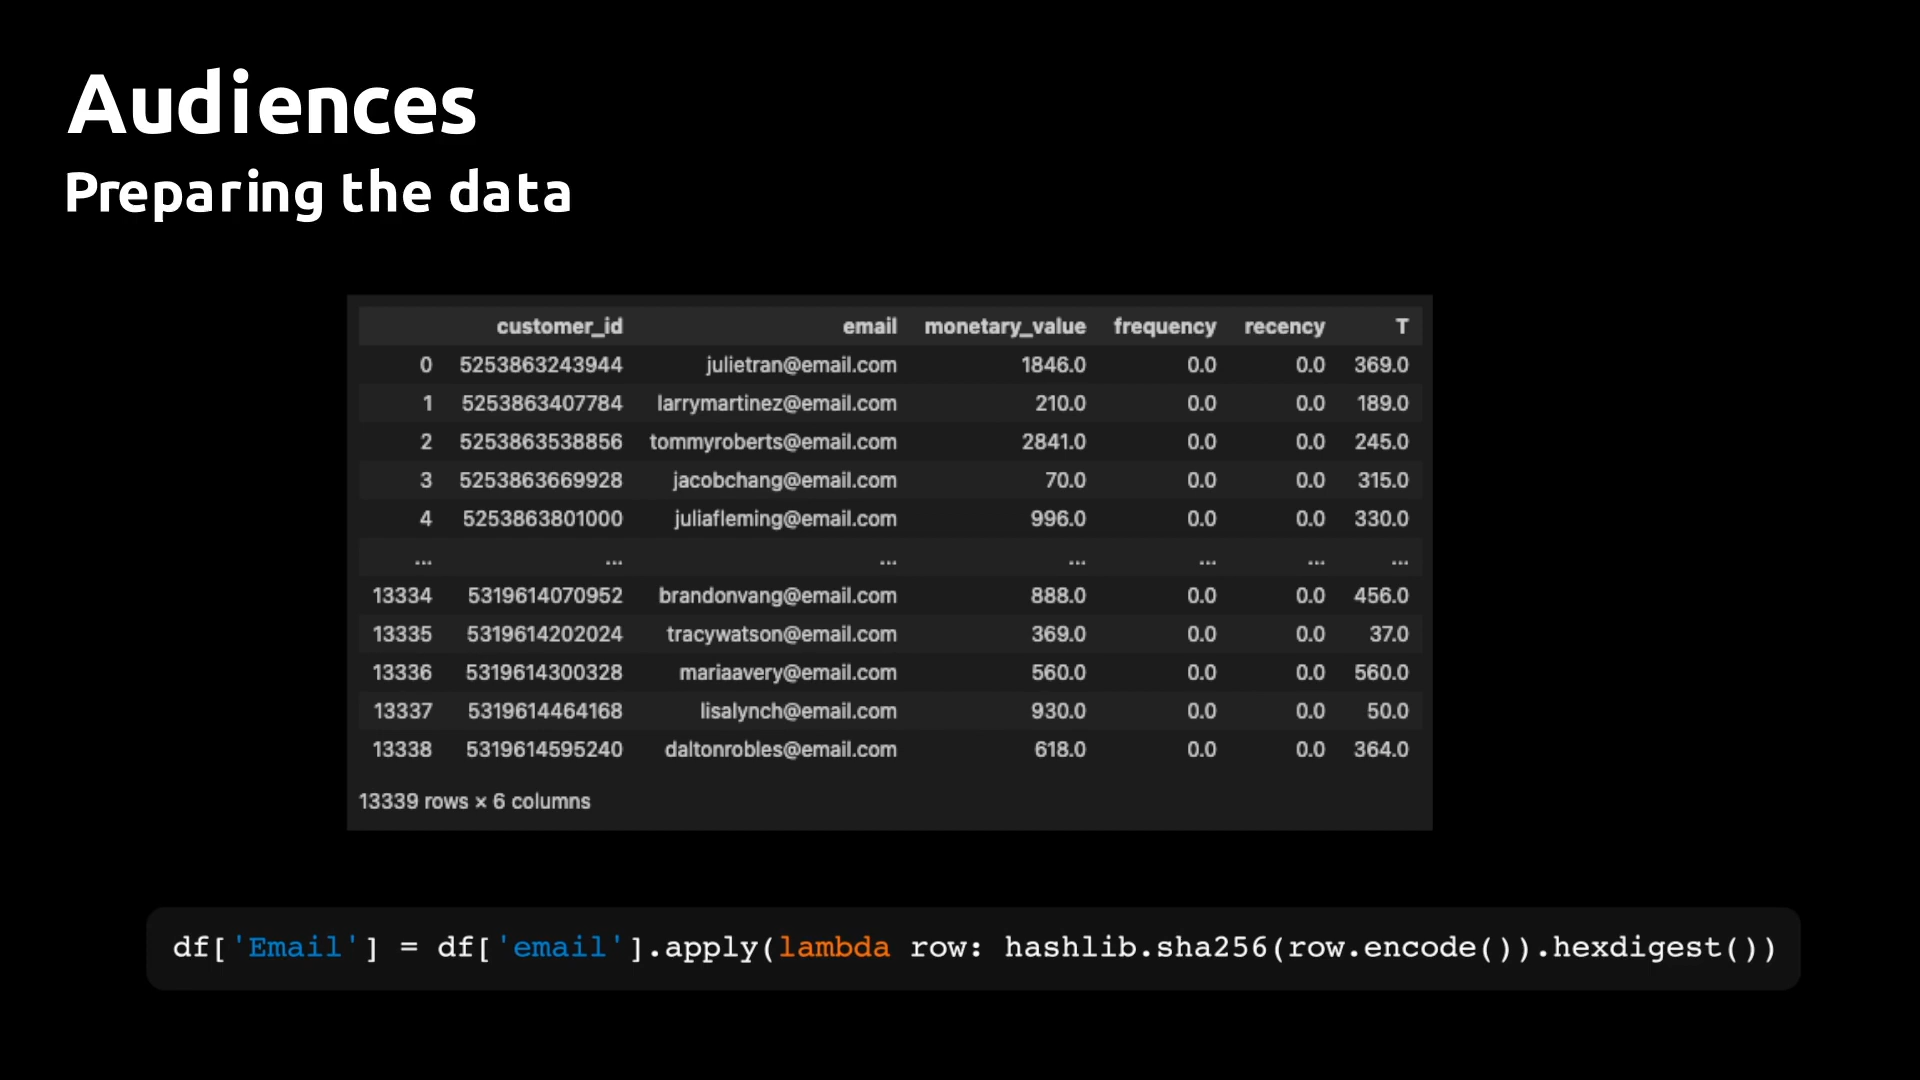 Audiences
Preparing the data
customer_id email monetary_value frequency recency T
0 5253863243944 julietran@email.com 1846.0 0.0 0.0 369.0
1 5253863407784 larrymartinez@email.com 210.0 0.0 0.0 189.0
2 5253863538856 tommyroberts@email.com 2841.0 0.0 0.0 245.0
3 5253863669928 jacobchang@email.com 70.0 0.0 0.0 315.0
4 5253863801000 juliafleming@email.com 996.0 0.0 0.0 330.0
... ... ... ... ... ... ...
13334 5319614070952 brandonvang@email.com 888.0 0.0 0.0 456.0
13335 5319614202024 tracywatson@email.com 369.0 0.0 0.0 37.0
13336 5319614300328 mariaavery@email.com 560.0 0.0 0.0 560.0
13337 5319614464168 lisalynch@email.com 930.0 0.0 0.0 50.0
13338 5319614595240 daltonrobles@email.com 618.0 0.0 0.0 364.0
13339 rows × 6 columns
df['Email'] = df['email'].apply(lambda row: hashlib.sha256(row.encode()).hexdigest())